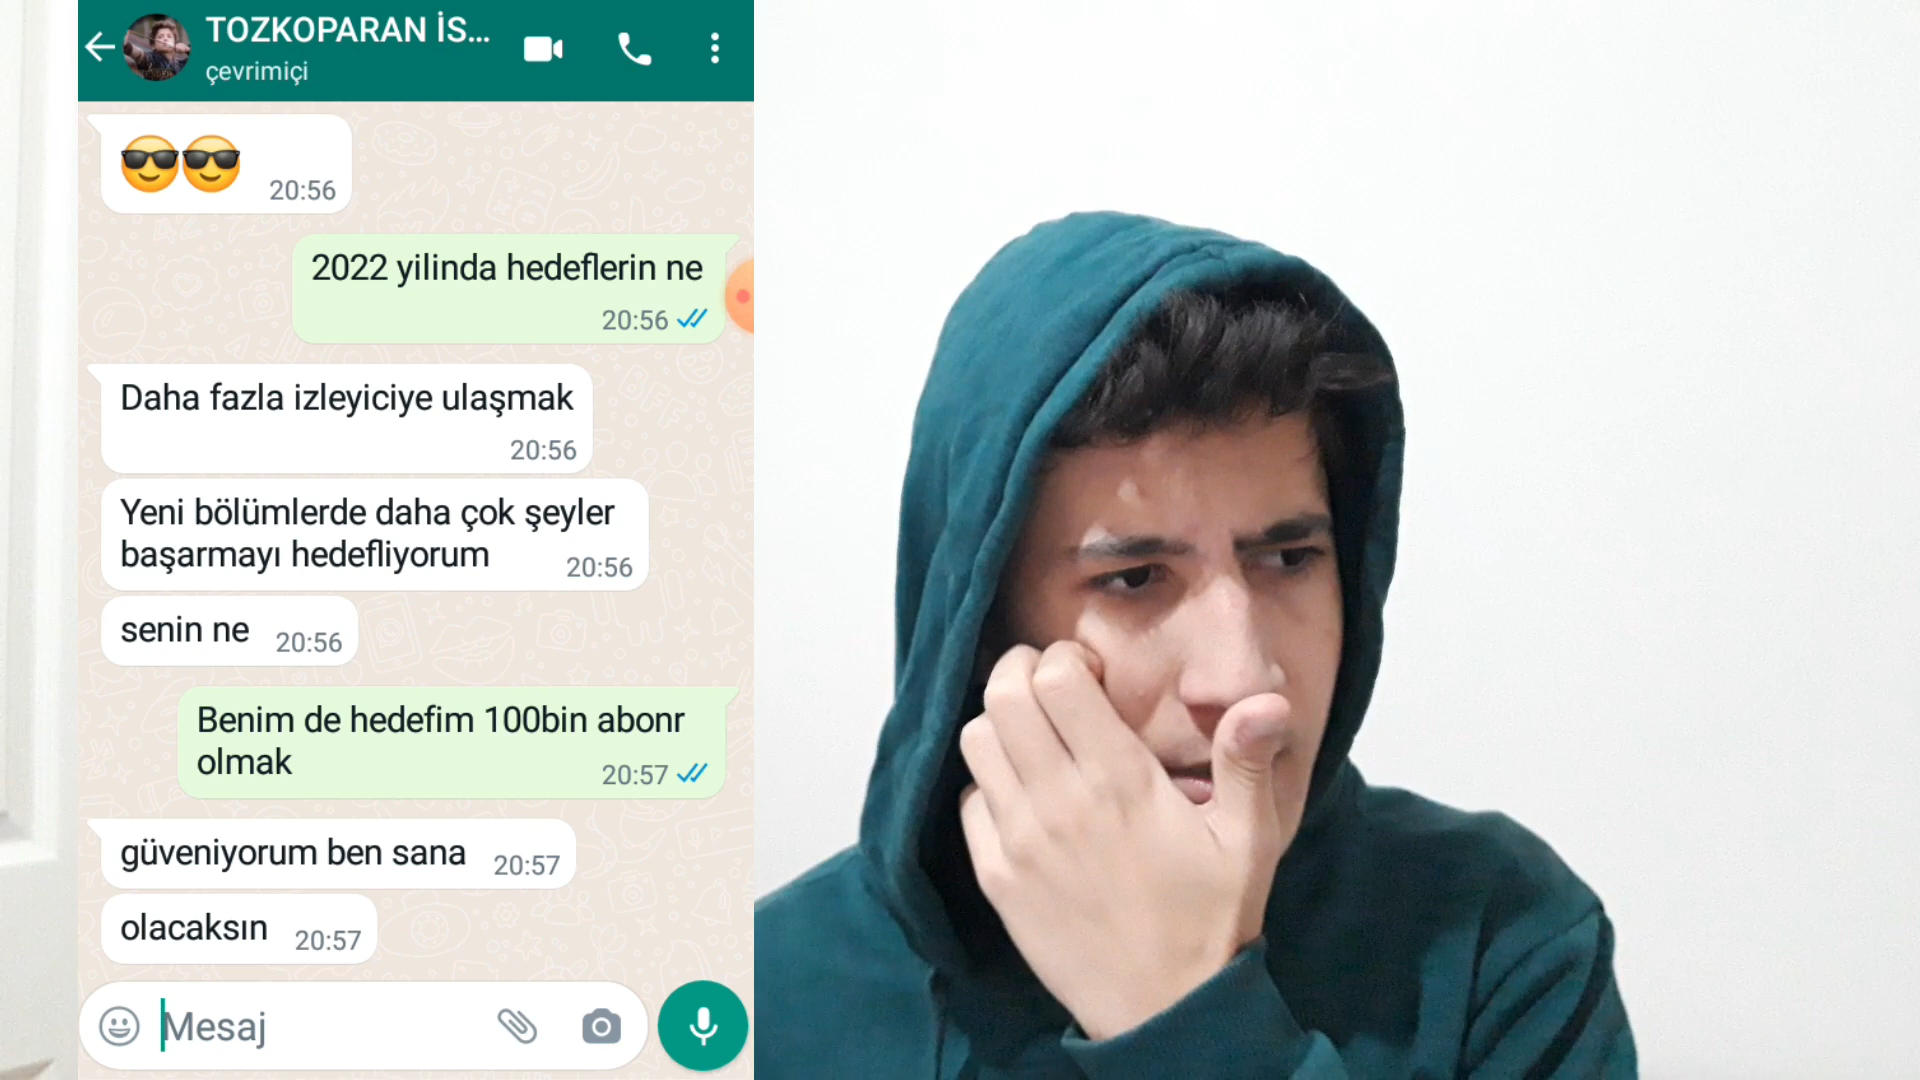 TOZKOPARAN İS...
çevrimiçi
20:56
2022 yilinda hedeflerin ne
20:56
Daha fazla izleyiciye ulaşmak
20:56
Yeni bölümlerde daha çok şeyler
başarmayı hedefliyorum 20:56
senin ne 20:56
Benim de hedefim 100bin abonr
olmak 20:57
güveniyorum ben sana 20:57
olacaksın 20:57
Mesaj